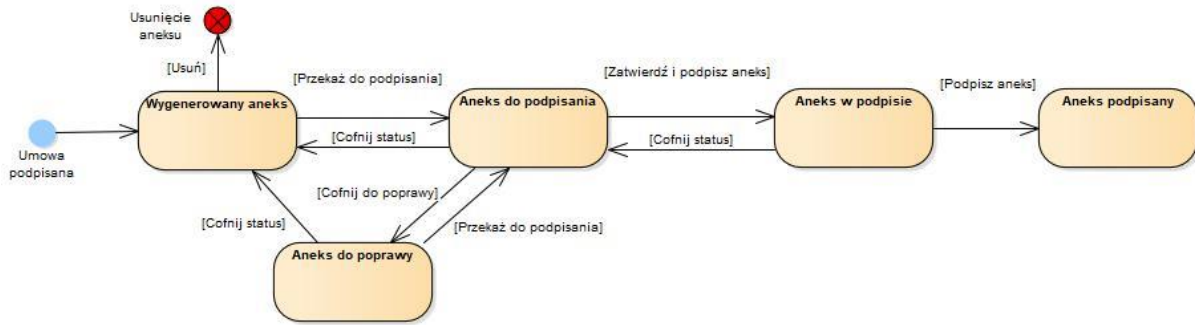 Usunięcie
aneksu
[Usuń]
[Przekaż do podpisania]
[Zatwierdź i podpisz aneks]
[Podpisz aneks]
Wygenerowany aneks
Aneks do podpisania
Aneks w podpisie
Aneks podpisany
[Cofnij status]
[Cofnij status]
Umowa
podpisana
[Cofnij do poprawy]
[Cofnij status]
[Przekaż do podpisania]
Aneks do poprawy